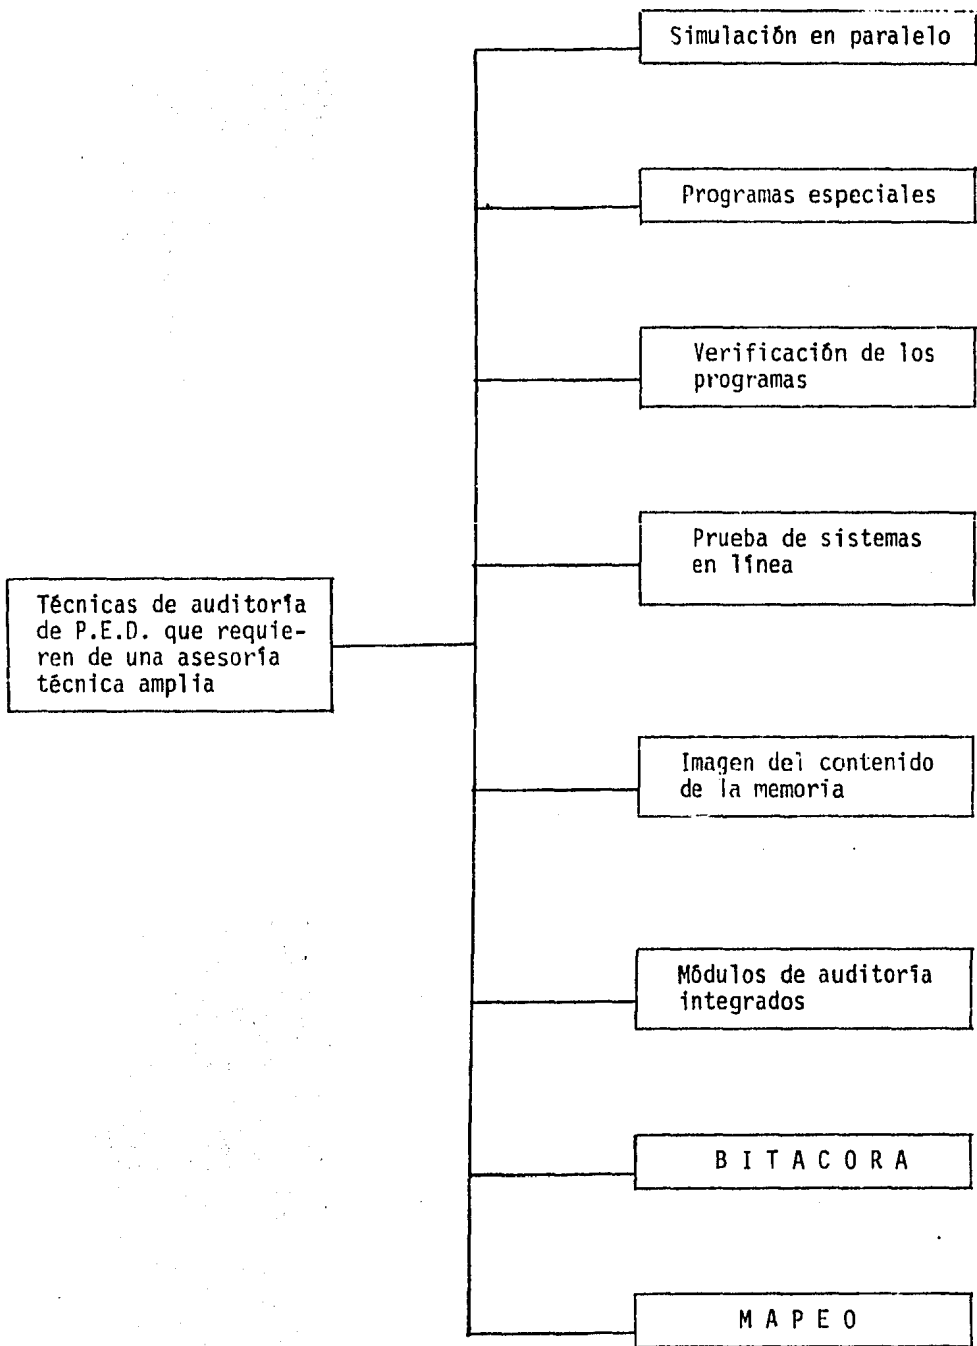 Simulación en paralelo
Programas especiales
Verificación de los
programas
Prueba de sistemas
en línea
Técnicas de auditoría
de P.E.D. que requie-
ren de una asesoría
técnica amplia
Imagen del contenido
de la memoria
Módulos de auditoría
integrados
B I T A C O R A
M A P E O